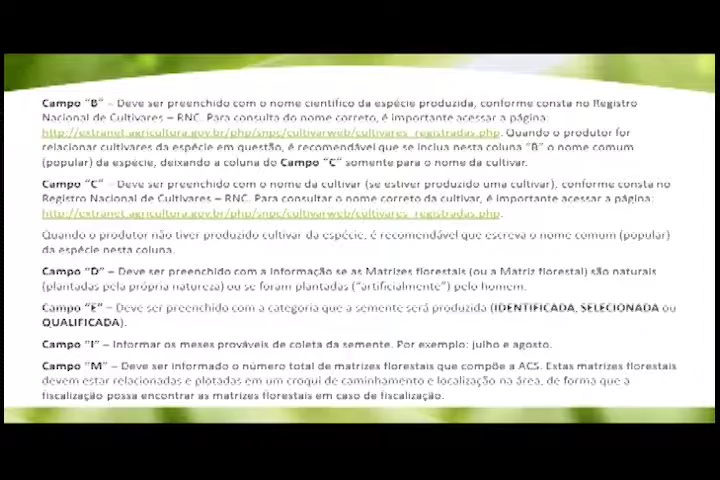 Campo "B" – Deve ser preenchido com o nome científico da espécie produzida, conforme consta no Registro
Nacional de Cultivares – RNC. Para consulta do nome correto, é importante acessar a página:
http://extranet.agricultura.gov.br/php/snpc/cultivarweb/cultivares_registradas.php. Quando o produtor for
relacionar cultivares da espécie em questão, é recomendável que se inclua nesta coluna "B" o nome comum
(popular) da espécie, deixando a coluna do Campo "C" somente para o nome da cultivar.
Campo "C" – Deve ser preenchido com o nome da cultivar (se estiver produzido uma cultivar), conforme consta no
Registro Nacional de Cultivares – RNC. Para consultar o nome correto da cultivar, é importante acessar a página:
http://extranet.agricultura.gov.br/php/snpc/cultivarweb/cultivares_registradas.php.
Quando o produtor não tiver produzido cultivar da espécie, é recomendável que escreva o nome comum (popular)
da espécie nesta coluna.
Campo "D" – Deve ser preenchido com a informação se as Matrizes florestais (ou a Matriz florestal) são naturais
(plantadas pela própria natureza) ou se foram plantadas ("artificialmente") pelo homem.
Campo "E" – Deve ser preenchido com a categoria que a semente será produzida (IDENTIFICADA, SELECIONADA ou
QUALIFICADA).
Campo "I" – Informar os meses prováveis de coleta da semente. Por exemplo: julho e agosto.
Campo "M" – Deve ser informado o número total de matrizes florestais que compõe a ACS. Estas matrizes florestais
devem estar relacionadas e plotadas em um croqui de caminhamento e localização na área, de forma que a
fiscalização possa encontrar as matrizes florestais em caso de fiscalização.